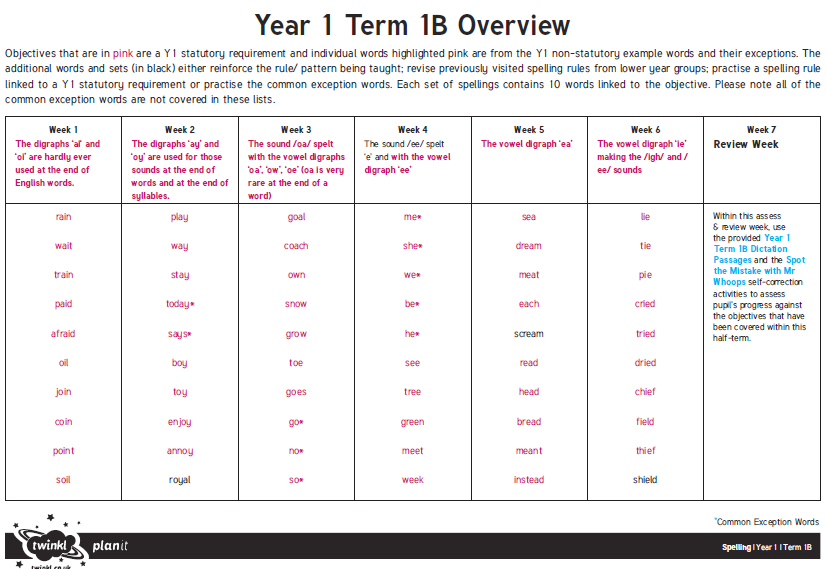 Year 1 Term 1B Overview
Objectives that are in pink are a Y1 statutory requirement and individual words highlighted pink are from the Y1 non-statutory example words and their exceptions. The
additional words and sets (in black) either reinforce the rule/ pattern being taught; revise previously visited spelling rules from lower year groups; practise a spelling rule
linked to a Y1 statutory requirement or practise the common exception words. Each set of spellings contains 10 words linked to the objective. Please note all of the
common exception words are not covered in these lists.
Week 1
The digraphs 'ai' and
'oi' are hardly ever
used at the end of
English words.
rain
wait
train
paid
afraid
oil
join
coin
point
soil
Week 2
The digraphs 'ay' and
'oy' are used for those
sounds at the end of
words and at the end of
syllables.
play
way
stay
today*
says*
boy
toy
enjoy
annoy
royal
Week 3
The sound /oa/ spelt
with the vowel digraphs
'oa', 'ow', 'oe' (oa is very
rare at the end of a
word)
goal
coach
own
snow
grow
toe
goes
go*
no*
so*
Week 4
The sound /ee/ spelt
'e' and with the vowel
digraph 'ee'
me*
she*
we*
be*
he*
see
tree
green
meet
week
Week 5
The vowel digraph 'ea'
sea
dream
meat
each
scream
read
head
bread
meant
instead
Week 6
The vowel digraph 'ie'
making the /igh/ and /
ee/ sounds
lie
tie
pie
cried
tried
dried
chief
field
thief
shield
Week 7
Review Week
Within this assess
& review week, use
the provided Year 1
Term 1B Dictation
Passages and the Spot
the Mistake with Mr
Whoops self-correction
activities to assess
pupil's progress against
the objectives that have
been covered within this
half-term.
*Common Exception Words
twinkl planit
twinkl.co.uk
Spelling | Year 1 | Term 1B